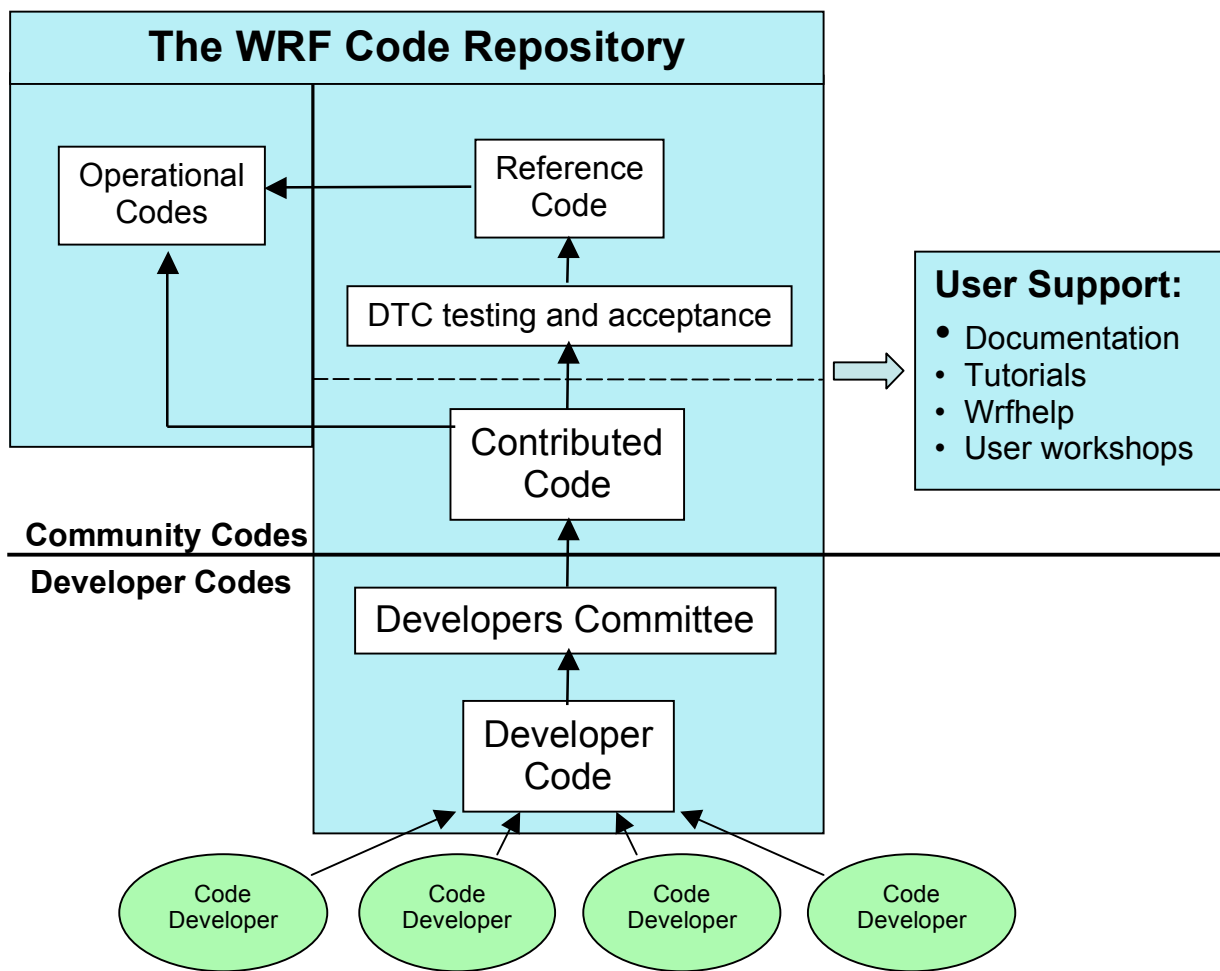 The WRF Code Repository
Operational
Codes
Reference
Code
DTC testing and acceptance
Contributed
Code
User Support:
• Documentation
• Tutorials
• Wrfhelp
• User workshops
Community Codes
Developer Codes
Developers Committee
Developer
Code
Code
Developer
Code
Developer
Code
Developer
Code
Developer